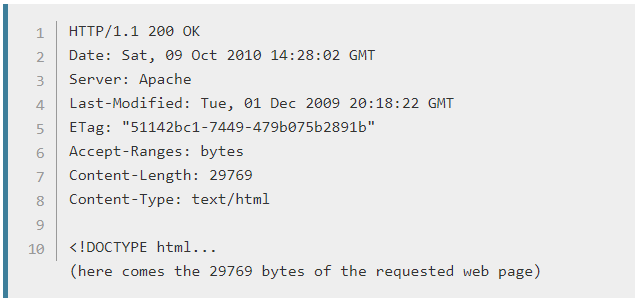 1 HTTP/1.1 200 OK
2 Date: Sat, 09 Oct 2010 14:28:02 GMT
3 Server: Apache
4 Last-Modified: Tue, 01 Dec 2009 20:18:22 GMT
5 ETag: "51142bc1-7449-479b075b2891b"
6 Accept-Ranges: bytes
7 Content-Length: 29769
8 Content-Type: text/html
9
10 <!DOCTYPE html...
(here comes the 29769 bytes of the requested web page)